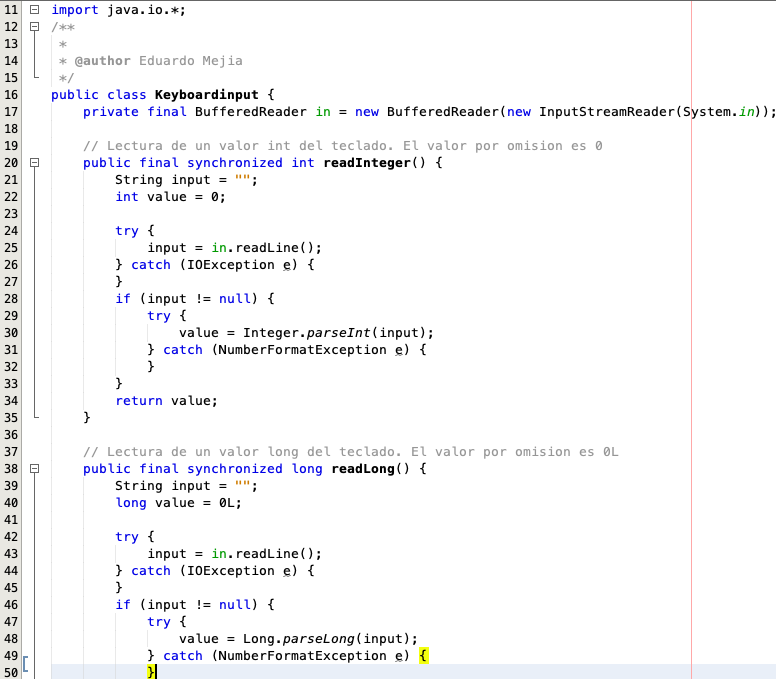 11 import java.io.*;
12 /**
13  *
14  * @author Eduardo Mejia
15  */
16 public class Keyboardinput {
17     private final BufferedReader in = new BufferedReader(new InputStreamReader(System.in));
18
19     // Lectura de un valor int del teclado. El valor por omision es 0
20     public final synchronized int readInteger() {
21         String input = "";
22         int value = 0;
23
24         try {
25             input = in.readLine();
26         } catch (IOException e) {
27         }
28         if (input != null) {
29             try {
30                 value = Integer.parseInt(input);
31             } catch (NumberFormatException e) {
32             }
33         }
34         return value;
35     }
36
37     // Lectura de un valor long del teclado. El valor por omision es 0L
38     public final synchronized long readLong() {
39         String input = "";
40         long value = 0L;
41
42         try {
43             input = in.readLine();
44         } catch (IOException e) {
45         }
46         if (input != null) {
47             try {
48                 value = Long.parseLong(input);
49             } catch (NumberFormatException e) {
50             }